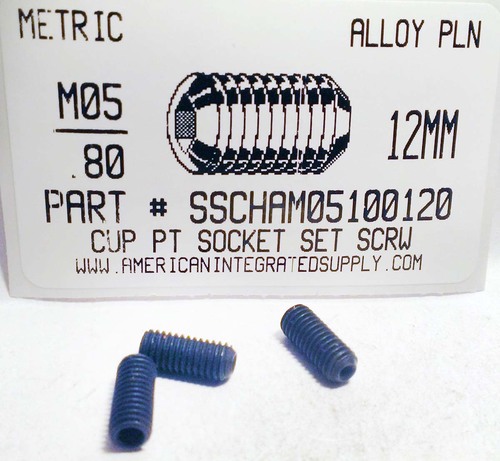 METRIC ALLOY PLN
M05
.80
12MM
PART # SSCHAM05100120
CUP PT SOCKET SET SCRW
WWW.AMERICANINTEGRATEDSUPPLY.COM